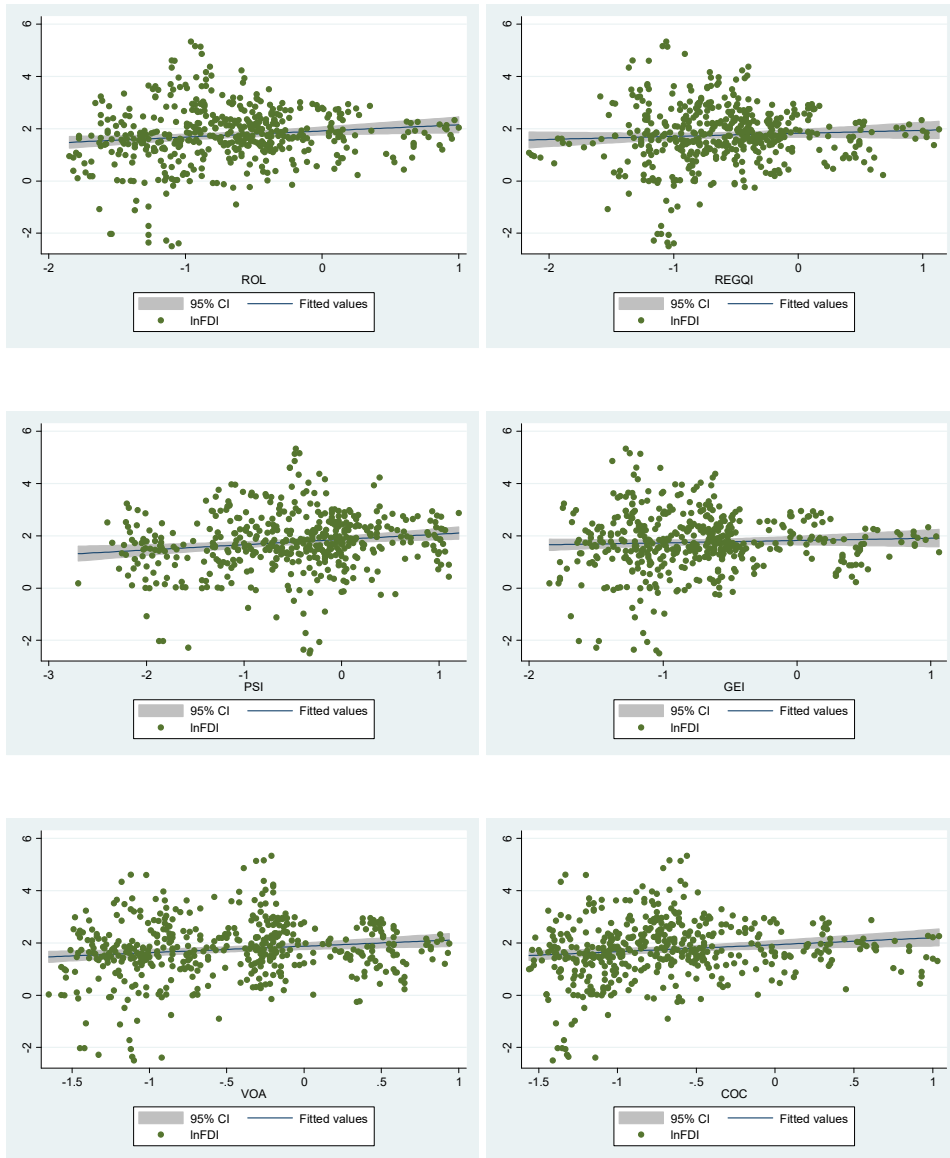 6
4
2
0
-2
-2 -1 0 1
ROL
95% CI Fitted values
lnFDI
6
4
2
0
-2
-2 -1 0 1
REGQI
95% CI Fitted values
lnFDI
6
4
2
0
-2
-3 -2 -1 0 1
PSI
95% CI Fitted values
lnFDI
6
4
2
0
-2
-2 -1 0 1
GEI
95% CI Fitted values
lnFDI
6
4
2
0
-2
-1.5 -1 -.5 0 .5 1
VOA
95% CI Fitted values
lnFDI
6
4
2
0
-2
-1.5 -1 -.5 0 .5 1
COC
95% CI Fitted values
lnFDI